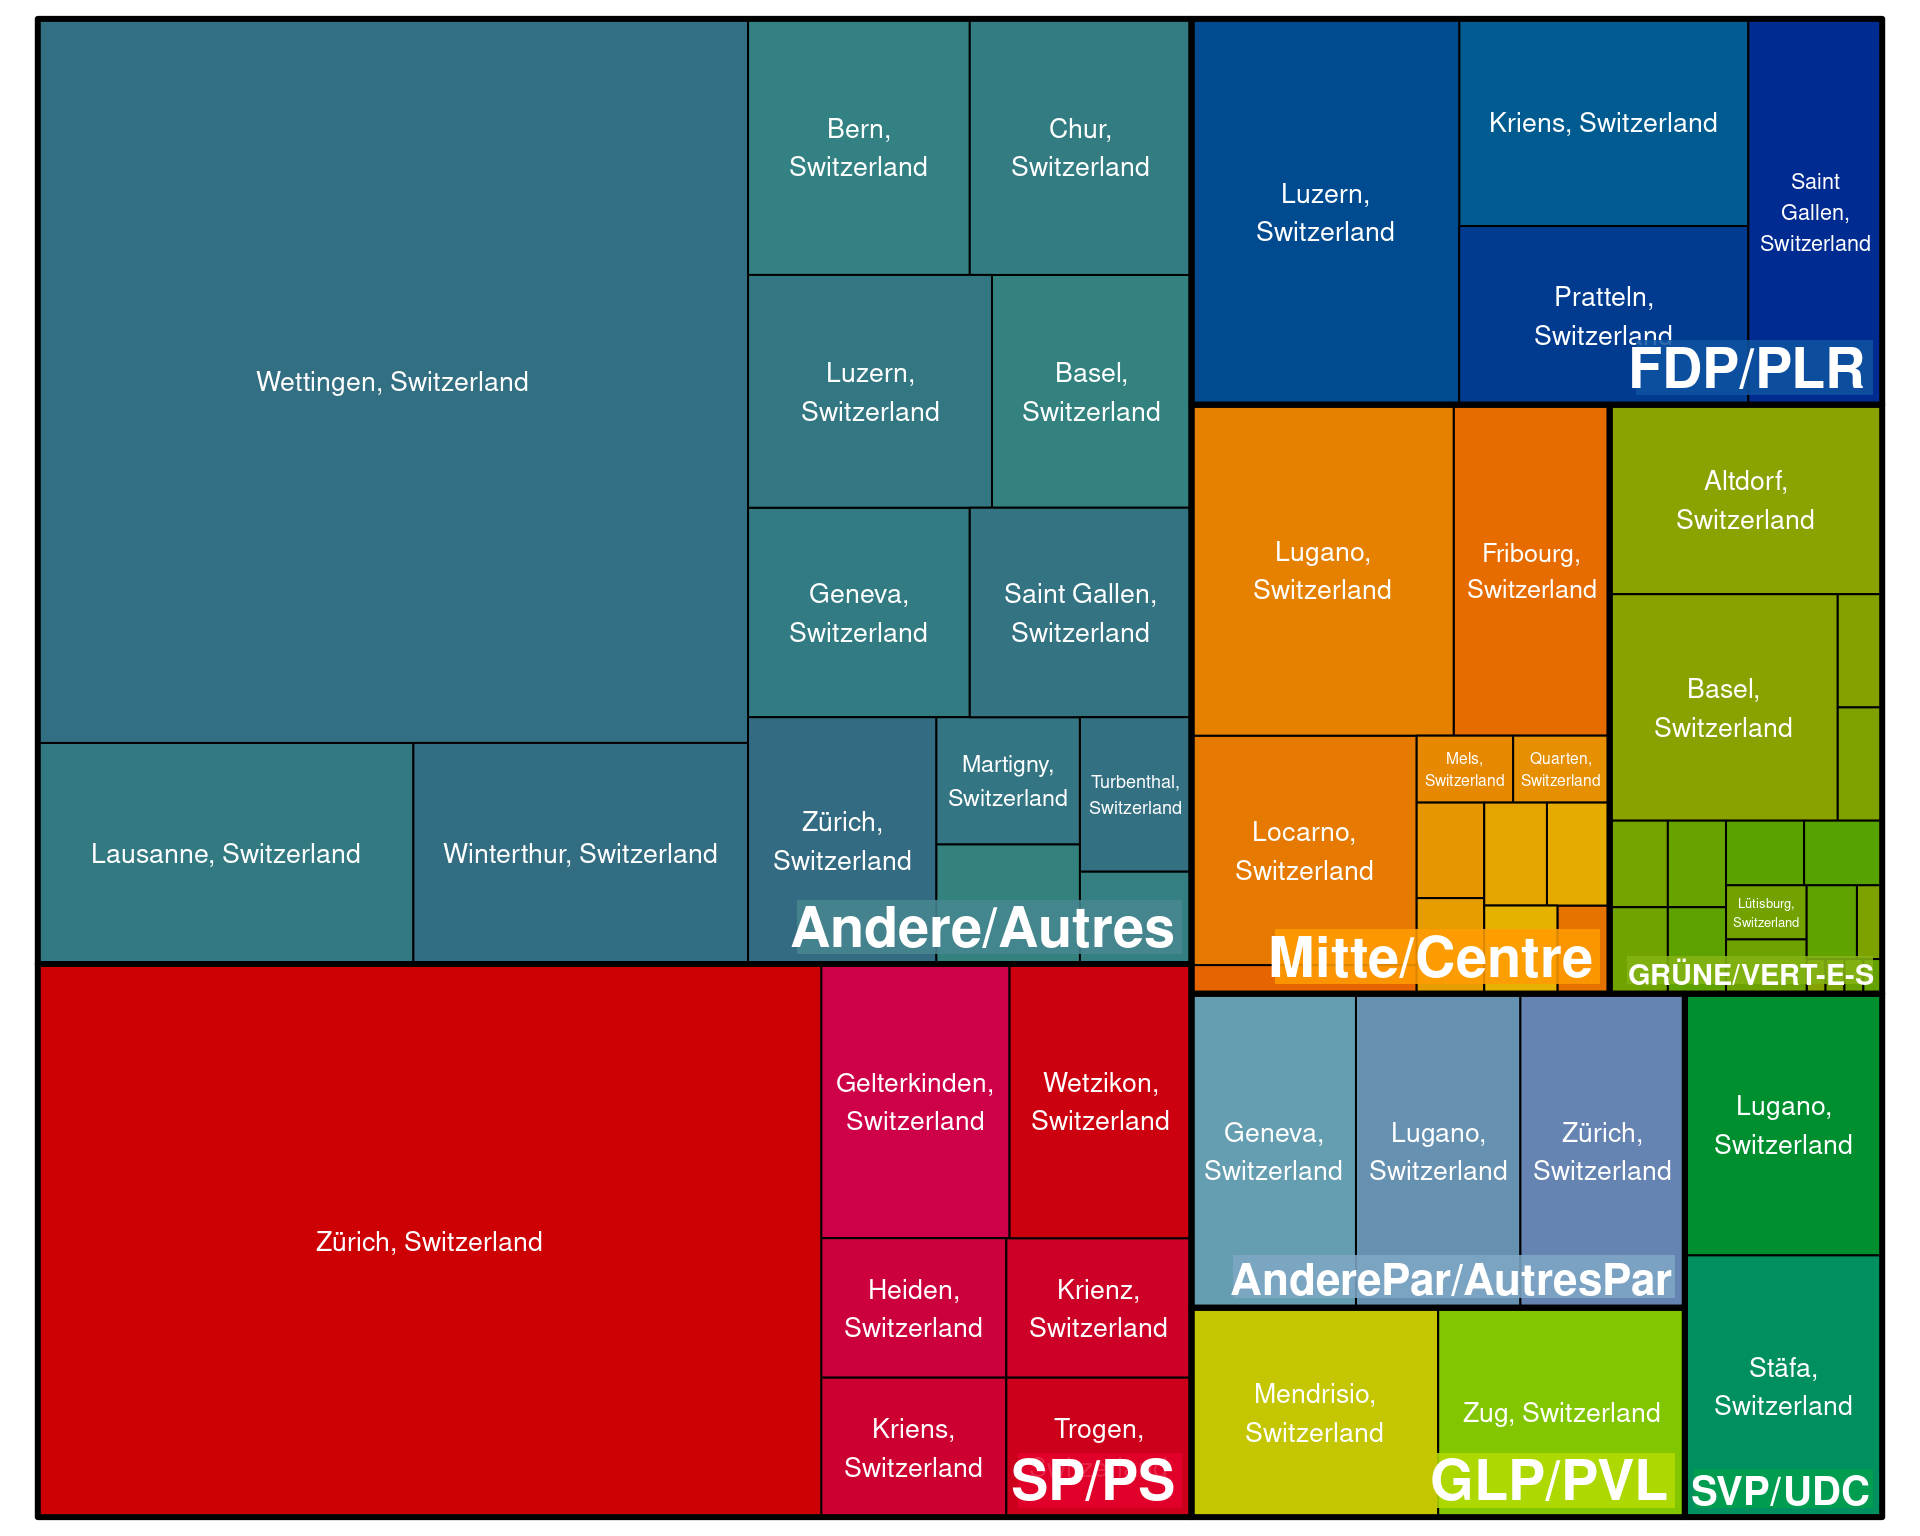 Wettingen, Switzerland
Bern,
Switzerland
Chur,
Switzerland
Luzern,
Switzerland
Basel,
Switzerland
Geneva,
Switzerland
Saint Gallen,
Switzerland
Lausanne, Switzerland
Winterthur, Switzerland
Zürich,
Switzerland
Martigny,
Switzerland
Turbenthal,
Switzerland
Andere/Autres
Luzern,
Switzerland
Kriens, Switzerland
Pratteln,
Switzerland
Saint
Gallen,
Switzerland
FDP/PLR
Lugano,
Switzerland
Fribourg,
Switzerland
Locarno,
Switzerland
Mels,
Switzerland
Quarten,
Switzerland
Mitte/Centre
Altdorf,
Switzerland
Basel,
Switzerland
Lütisburg,
Switzerland
GRÜNE/VERT-E-S
Zürich, Switzerland
Gelterkinden,
Switzerland
Wetzikon,
Switzerland
Heiden,
Switzerland
Krienz,
Switzerland
Kriens,
Switzerland
Trogen,
SP/PS
Geneva,
Switzerland
Lugano,
Switzerland
Zürich,
Switzerland
AnderePar/AutresPar
Mendrisio,
Switzerland
Zug, Switzerland
GLP/PVL
Lugano,
Switzerland
Stäfa,
Switzerland
SVP/UDC